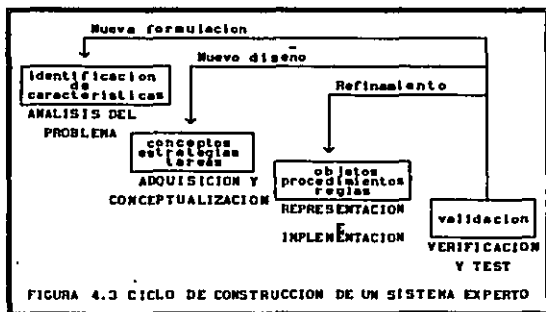 Nueva formulacion
Nuevo diseño
Refinamiento
identificacion
de
caracteristicas
ANALISIS DEL
PROBLEMA
conceptos
estrategias
tareas
ADQUISICION Y
CONCEPTUALIZACION
objetos
procedimientos
reglas
REPRESENTACION
E
IMPLEMENTACION
validacion
VERIFICACION
Y TEST
FIGURA 4.3 CICLO DE CONSTRUCCION DE UN SISTEMA EXPERTO